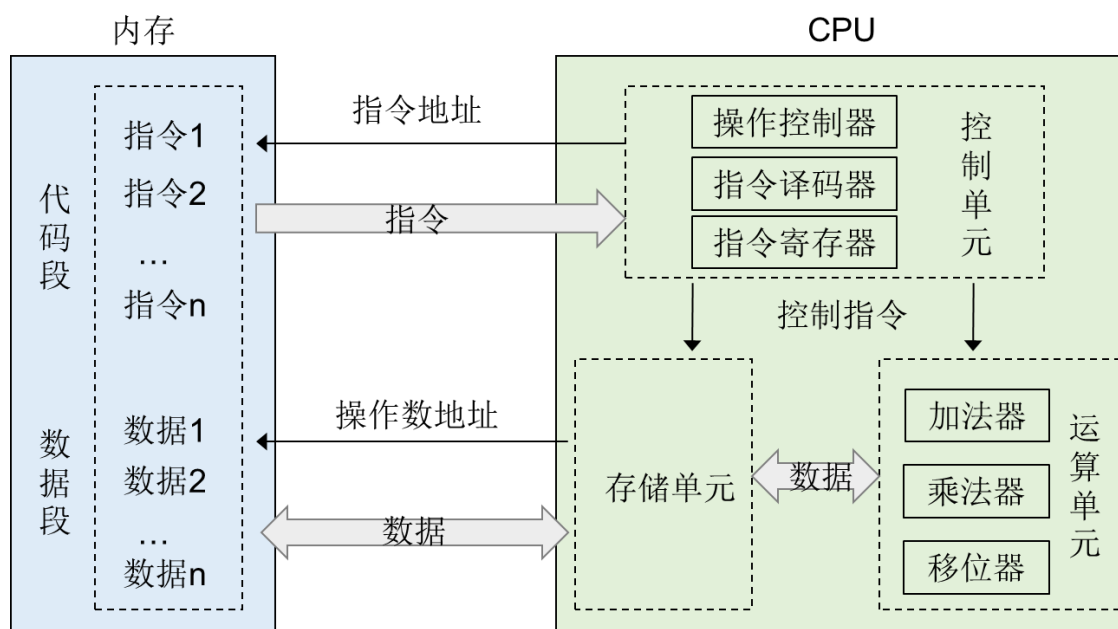 内存
代码段
指令1
指令2
...
指令n
数据段
数据1
数据2
...
数据n
指令地址
指令
操作数地址
数据
CPU
操作控制器
指令译码器
指令寄存器
控制单元
控制指令
存储单元
数据
加法器
乘法器
移位器
运算单元